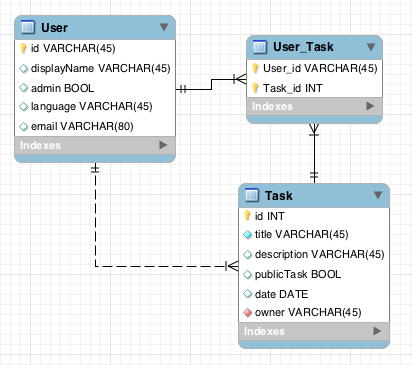 User
id VARCHAR(45)
displayName VARCHAR(45)
admin BOOL
language VARCHAR(45)
email VARCHAR(80)
Indexes
User_Task
User_id VARCHAR(45)
Task_id INT
Indexes
Task
id INT
title VARCHAR(45)
description VARCHAR(45)
publicTask BOOL
date DATE
owner VARCHAR(45)
Indexes